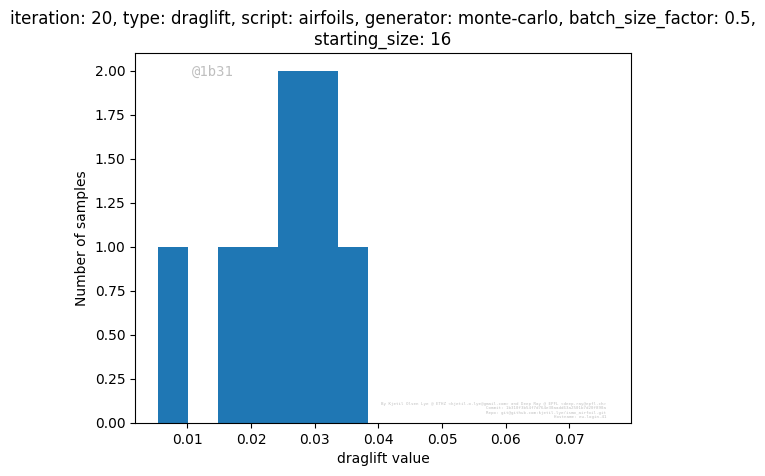 iteration: 20, type: draglift, script: airfoils, generator: monte-carlo, batch_size_factor: 0.5,
starting_size: 16
@1b31
2.00
1.75
1.50
1.25
1.00
0.75
0.50
0.25
0.00
Number of samples
0.01 0.02 0.03 0.04 0.05 0.06 0.07
draglift value